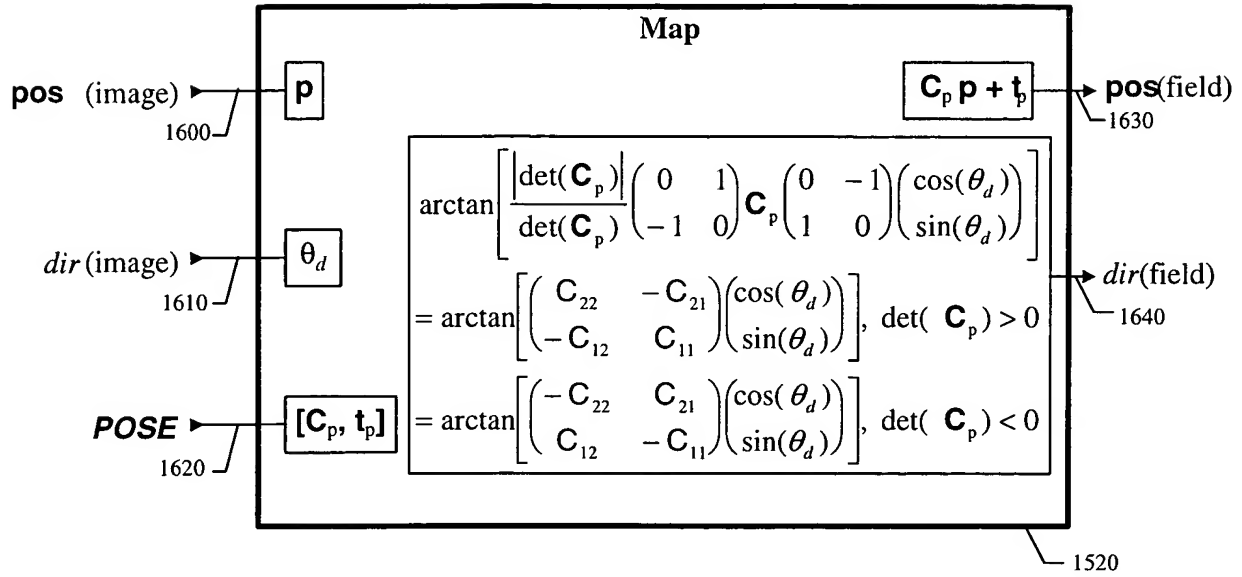 Map
pos (image) 1600 p
C_p p + t_p pos(field) 1630
arctan[ |det(C_p)| / det(C_p) (0 1; -1 0) C_p (0 -1; 1 0) (cos(θ_d); sin(θ_d)) ]
dir(image) 1610 θ_d
= arctan[ (C_22 -C_21; -C_12 C_11) (cos(θ_d); sin(θ_d)) ], det( C_p) > 0
dir(field) 1640
POSE 1620 [C_p, t_p]
= arctan[ (-C_22 C_21; C_12 -C_11) (cos(θ_d); sin(θ_d)) ], det( C_p) < 0
1520